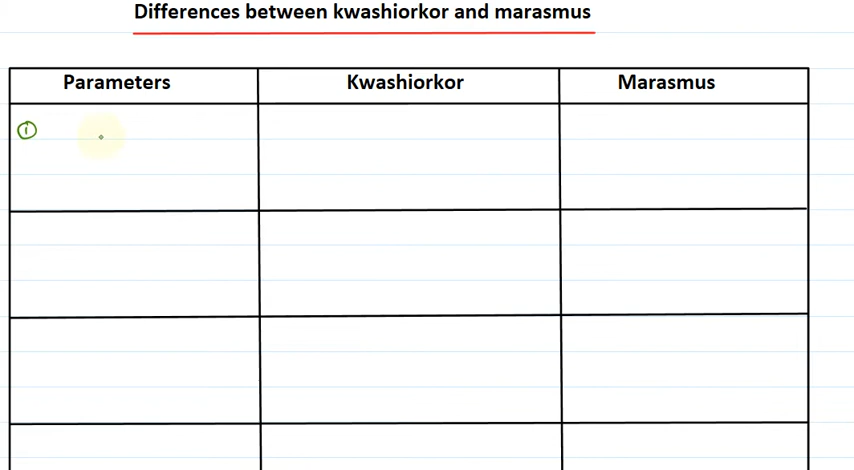 Differences between kwashiorkor and marasmus
Parameters Kwashiorkor Marasmus
①